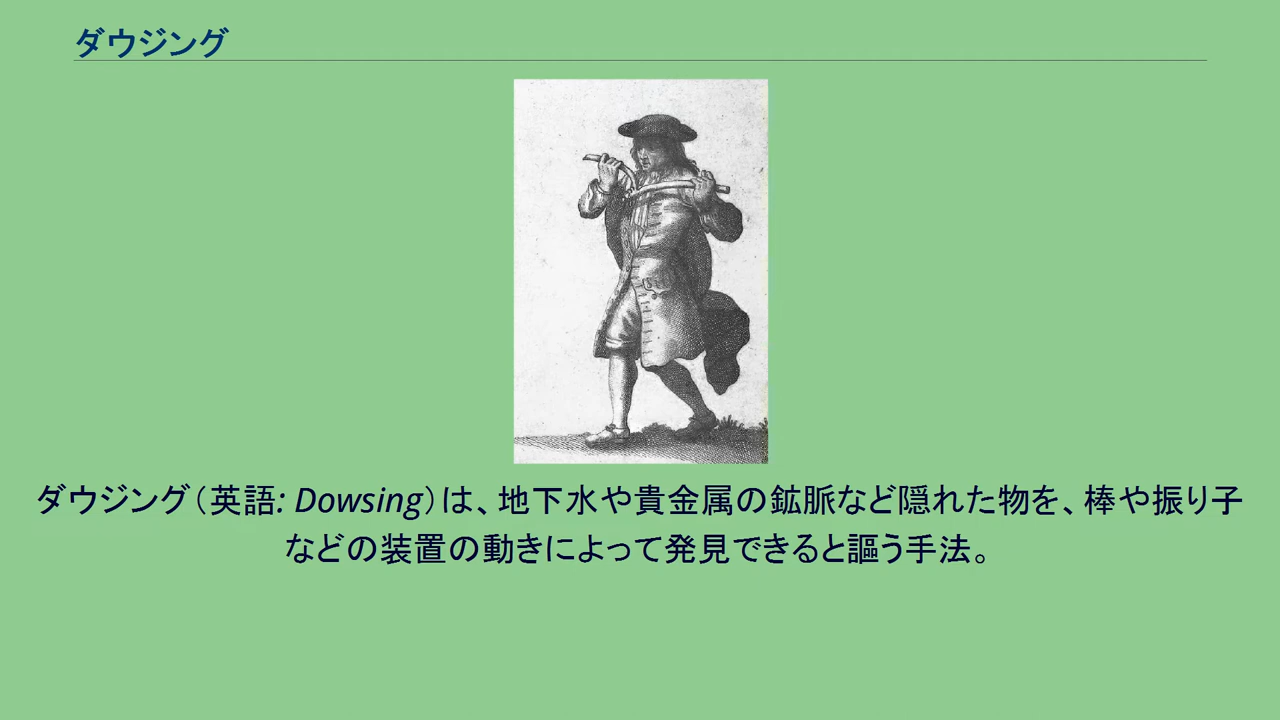 ダウジング
ダウジング（英語: Dowsing）は、地下水や貴金属の鉱脈など隠れた物を、棒や振り子
などの装置の動きによって発見できると謳う手法。